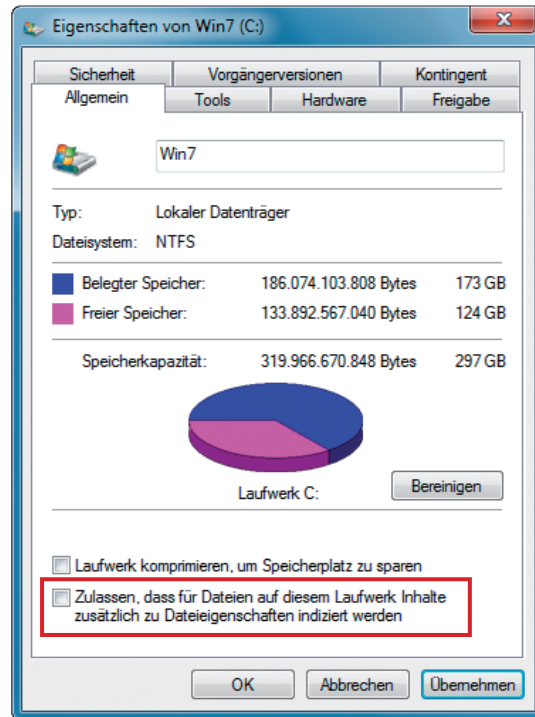 Eigenschaften von Win7 (C:)
Sicherheit Vorgängerversionen Kontingent
Allgemein Tools Hardware Freigabe
Win7
Typ: Lokaler Datenträger
Dateisystem: NTFS
Belegter Speicher: 186.074.103.808 Bytes 173 GB
Freier Speicher: 133.892.567.040 Bytes 124 GB
Speicherkapazität: 319.966.670.848 Bytes 297 GB
Laufwerk C: Bereinigen
Laufwerk komprimieren, um Speicherplatz zu sparen
Zulassen, dass für Dateien auf diesem Laufwerk Inhalte
zusätzlich zu Dateieigenschaften indiziert werden
OK Abbrechen Übernehmen